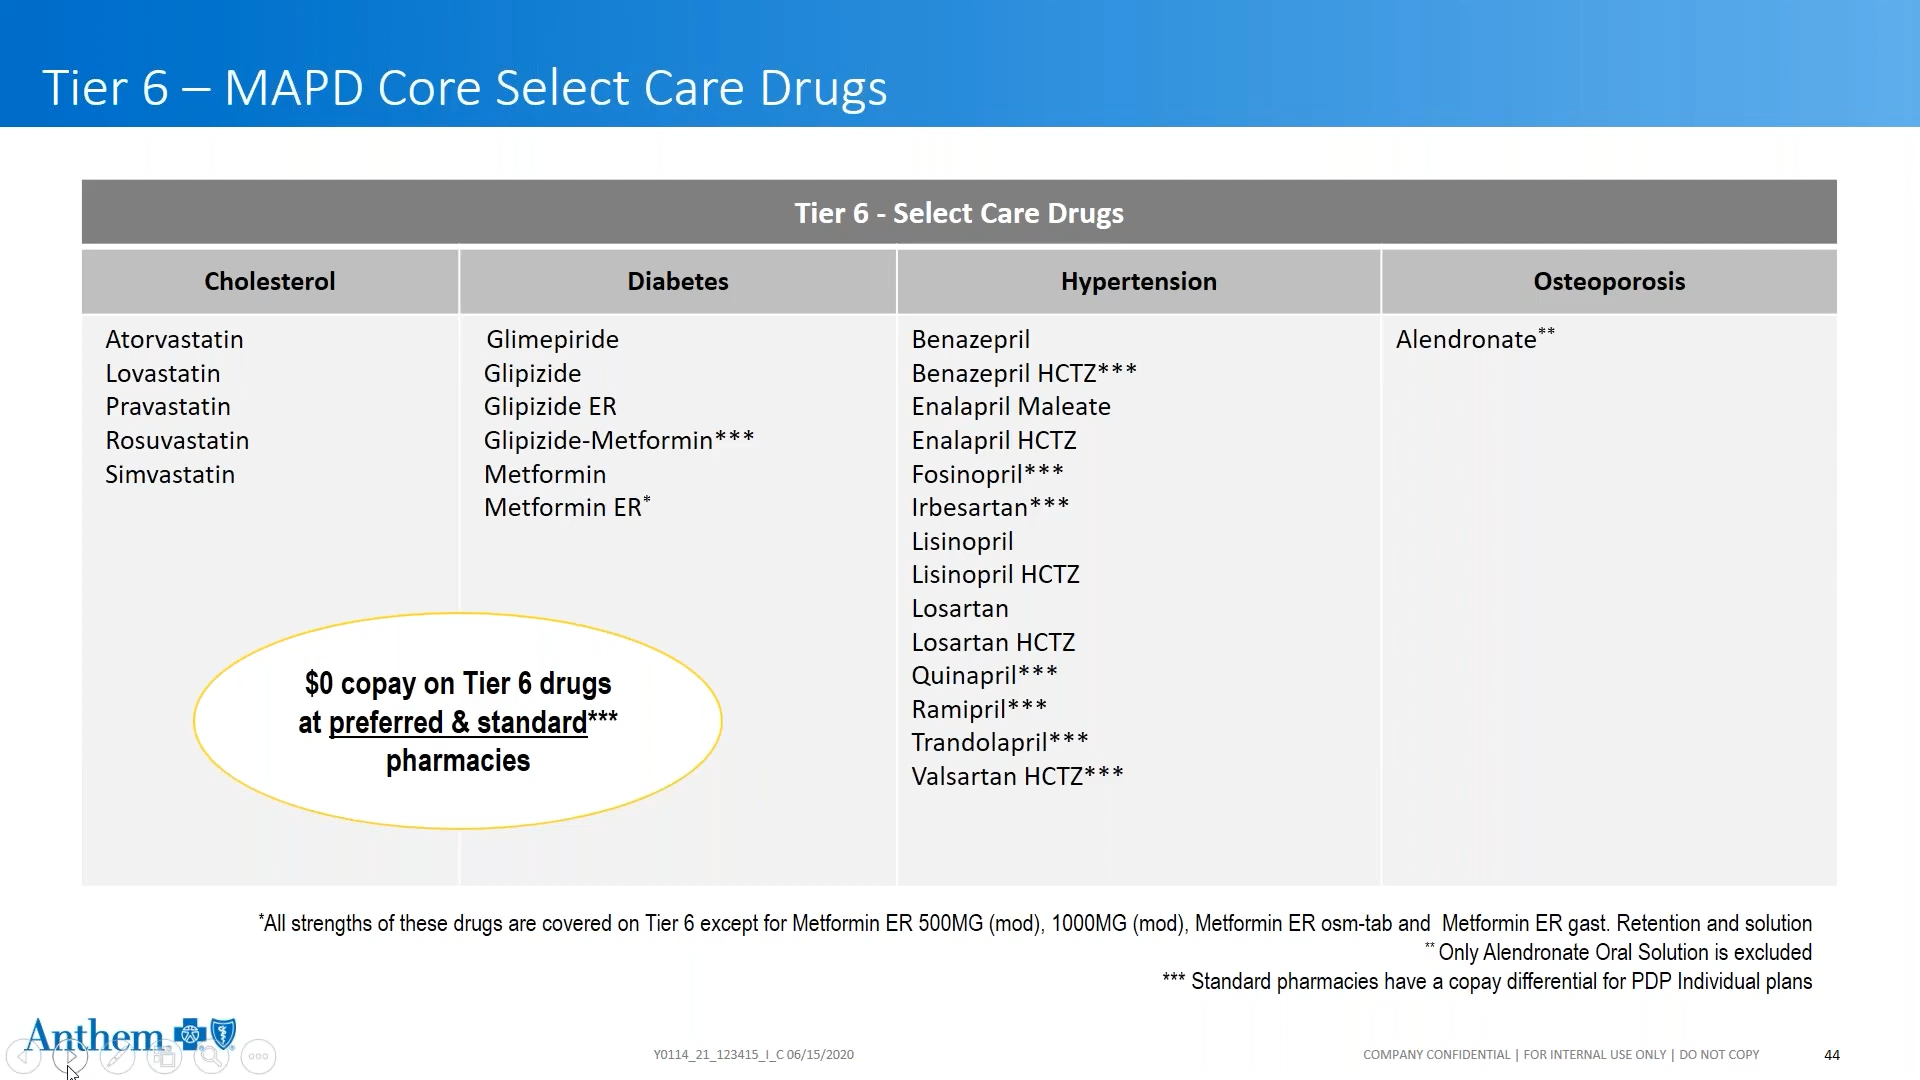 Tier 6 – MAPD Core Select Care Drugs
Tier 6 - Select Care Drugs
Cholesterol
Diabetes
Hypertension
Osteoporosis
Atorvastatin
Lovastatin
Pravastatin
Rosuvastatin
Simvastatin
Glimepiride
Glipizide
Glipizide ER
Glipizide-Metformin***
Metformin
Metformin ER*
Benazepril
Benazepril HCTZ***
Enalapril Maleate
Enalapril HCTZ
Fosinopril***
Irbesartan***
Lisinopril
Lisinopril HCTZ
Losartan
Losartan HCTZ
Quinapril***
Ramipril***
Trandolapril***
Valsartan HCTZ***
Alendronate**
$0 copay on Tier 6 drugs
at preferred & standard***
pharmacies
*All strengths of these drugs are covered on Tier 6 except for Metformin ER 500MG (mod), 1000MG (mod), Metformin ER osm-tab and Metformin ER gast. Retention and solution
** Only Alendronate Oral Solution is excluded
*** Standard pharmacies have a copay differential for PDP Individual plans
Anthem
Y0114_21_123415_I_C 06/15/2020
COMPANY CONFIDENTIAL | FOR INTERNAL USE ONLY | DO NOT COPY
44